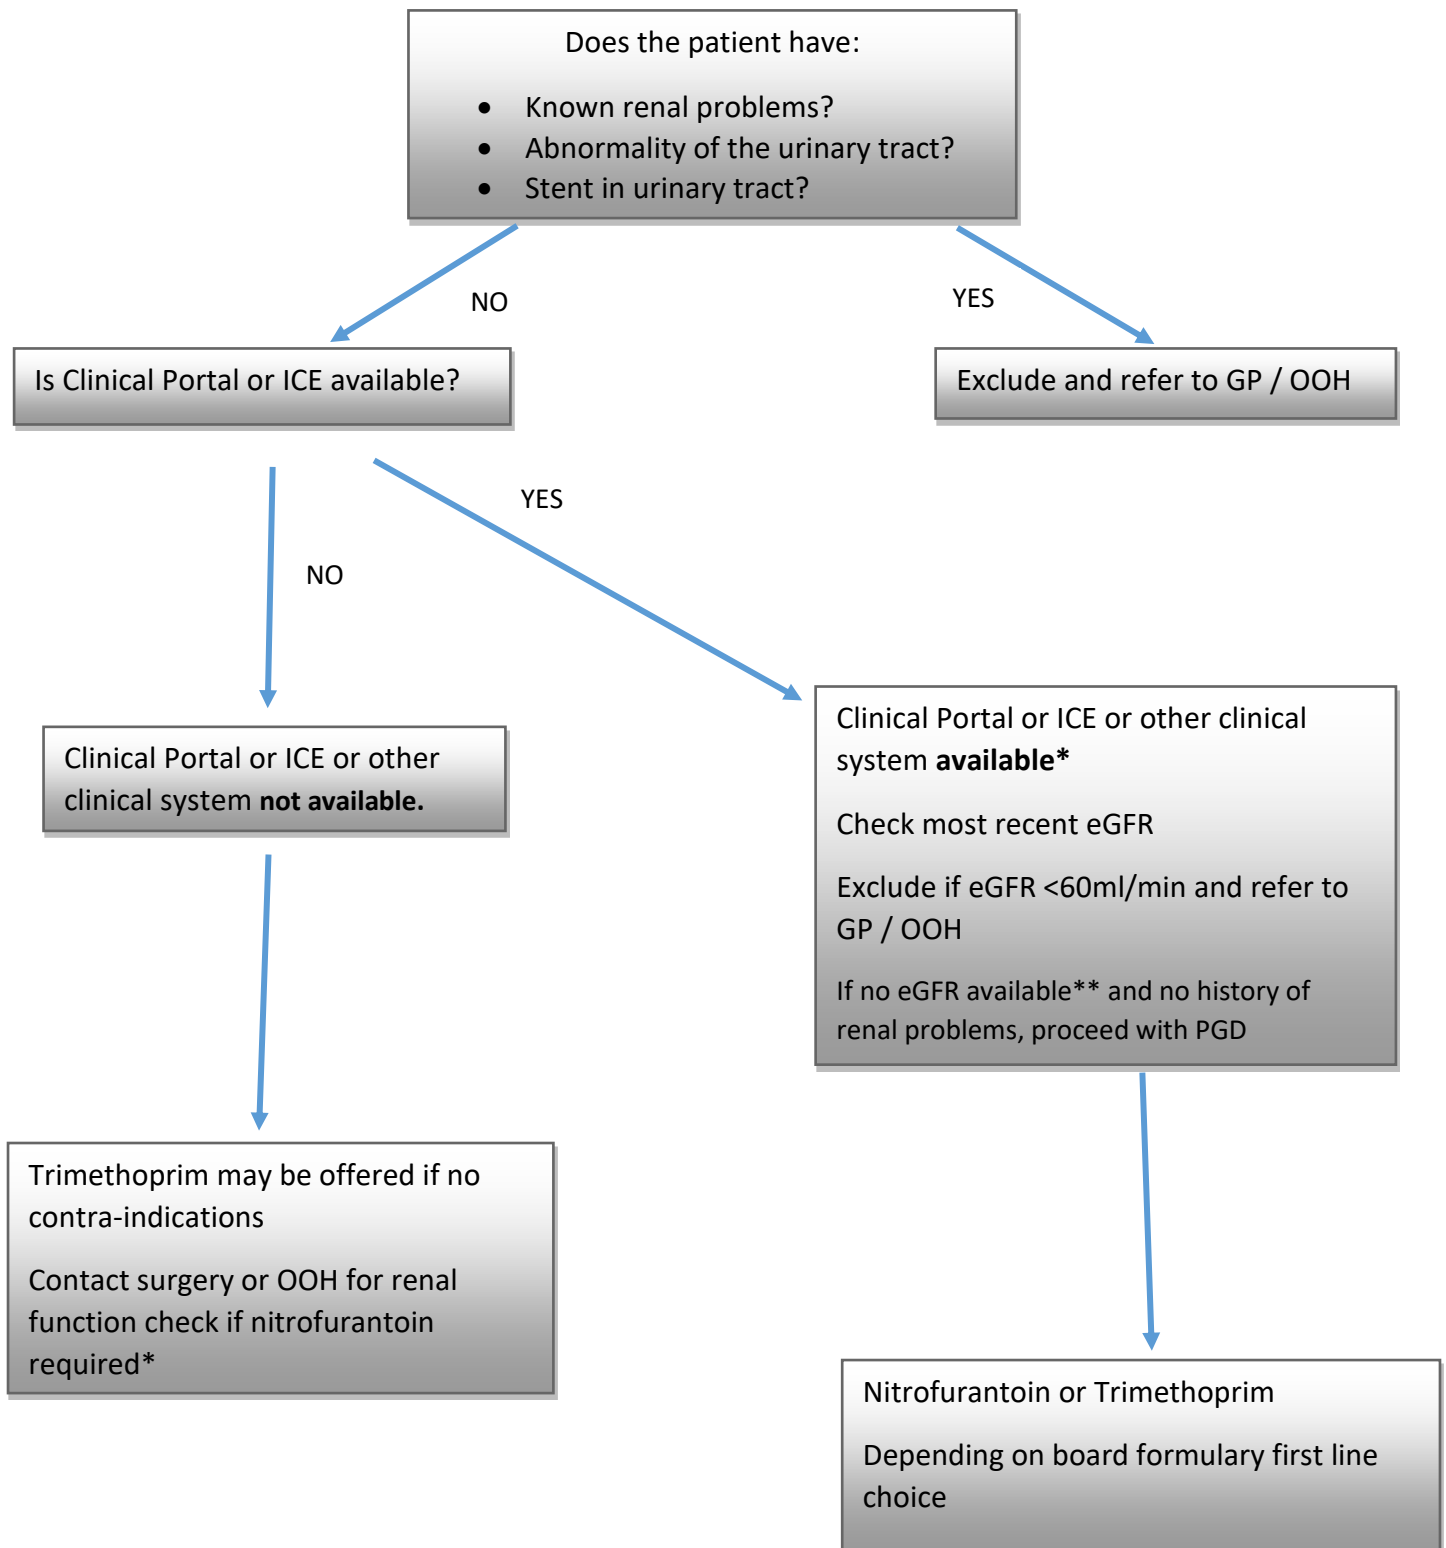 Does the patient have:
• Known renal problems?
• Abnormality of the urinary tract?
• Stent in urinary tract?
NO
YES
Is Clinical Portal or ICE available?
Exclude and refer to GP / OOH
YES
NO
Clinical Portal or ICE or other
clinical system not available.
Clinical Portal or ICE or other clinical
system available*
Check most recent eGFR
Exclude if eGFR <60ml/min and refer to
GP / OOH
If no eGFR available** and no history of
renal problems, proceed with PGD
Trimethoprim may be offered if no
contra-indications
Contact surgery or OOH for renal
function check if nitrofurantoin
required*
Nitrofurantoin or Trimethoprim
Depending on board formulary first line
choice